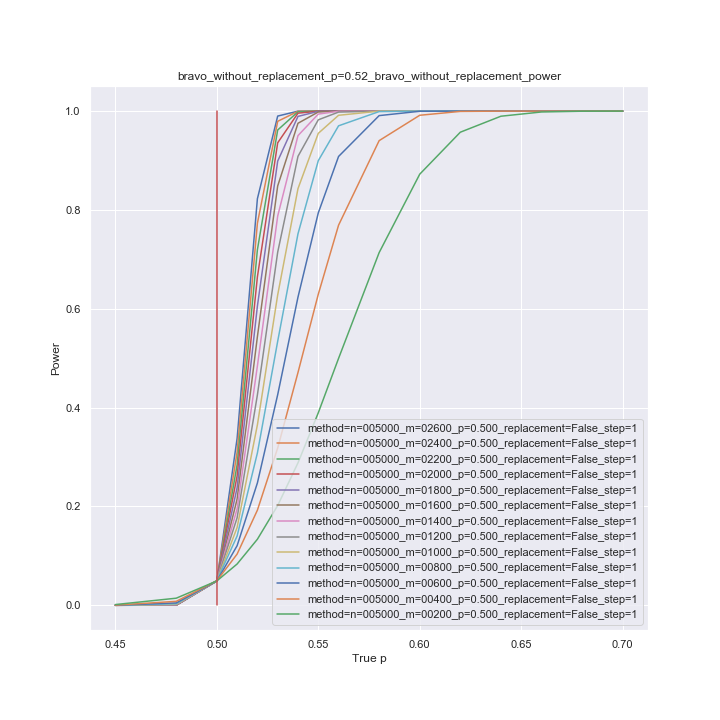 bravo_without_replacement_p=0.52_bravo_without_replacement_power
1.0
0.8
0.6
0.4
0.2
0.0
Power
method=n=005000_m=02600_p=0.500_replacement=False_step=1
method=n=005000_m=02400_p=0.500_replacement=False_step=1
method=n=005000_m=02200_p=0.500_replacement=False_step=1
method=n=005000_m=02000_p=0.500_replacement=False_step=1
method=n=005000_m=01800_p=0.500_replacement=False_step=1
method=n=005000_m=01600_p=0.500_replacement=False_step=1
method=n=005000_m=01400_p=0.500_replacement=False_step=1
method=n=005000_m=01200_p=0.500_replacement=False_step=1
method=n=005000_m=01000_p=0.500_replacement=False_step=1
method=n=005000_m=00800_p=0.500_replacement=False_step=1
method=n=005000_m=00600_p=0.500_replacement=False_step=1
method=n=005000_m=00400_p=0.500_replacement=False_step=1
method=n=005000_m=00200_p=0.500_replacement=False_step=1
0.45 0.50 0.55 0.60 0.65 0.70
True p